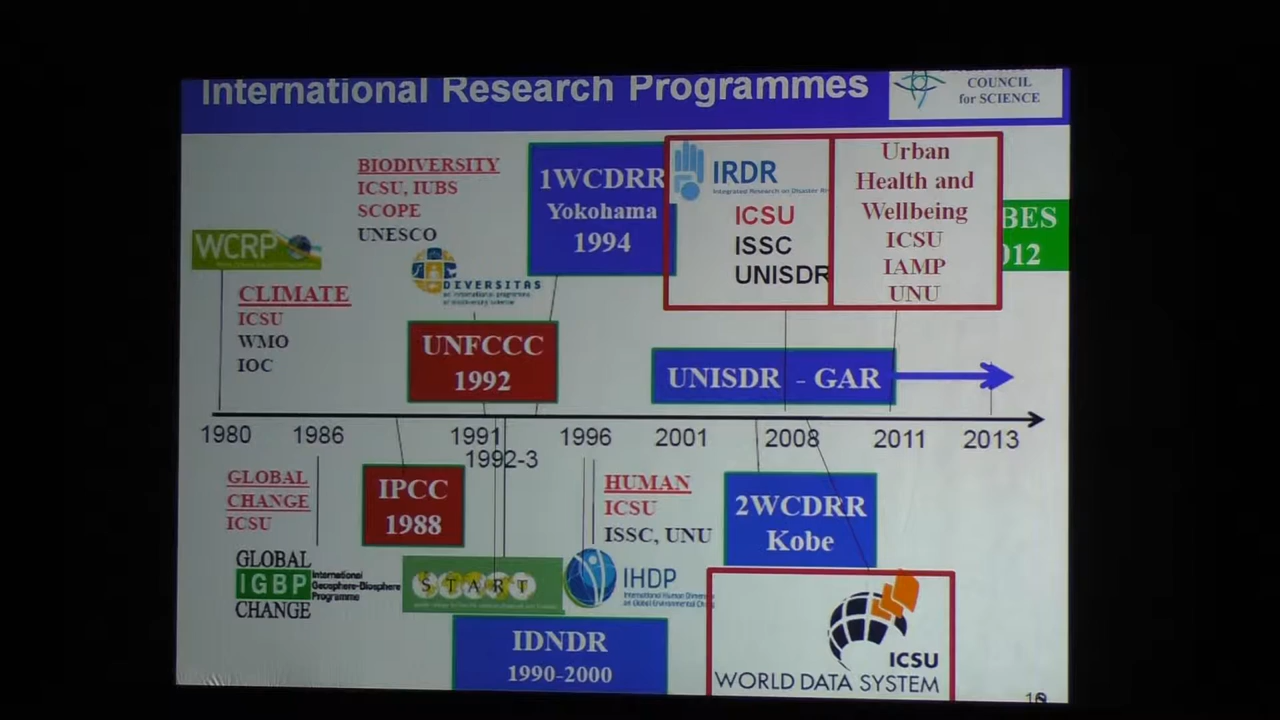 International Research Programmes
COUNCIL
for SCIENCE
BIODIVERSITY
ICSU, IUBS
SCOPE
UNESCO
1WCDRR
Yokohama
1994
IRDR
Integrated Research on Disaster
ICSU
ISSC
UNISDR
Urban
Health and
Wellbeing
ICSU
IAMP
UNU
BES
012
WCRP
DIVERSITAS
an international programme
of biodiversity science
CLIMATE
ICSU
WMO
IOC
UNFCCC
1992
UNISDR - GAR
1980
1986
1991
1992-3
1996
2001
2008
2011
2013
GLOBAL
CHANGE
ICSU
IPCC
1988
HUMAN
ICSU
ISSC, UNU
2WCDRR
Kobe
GLOBAL
IGBP
International
Geosphere-Biosphere
Programme
CHANGE
START
IHDP
International Human
on Global Environmental
IDNDR
1990-2000
ICSU
WORLD DATA SYSTEM